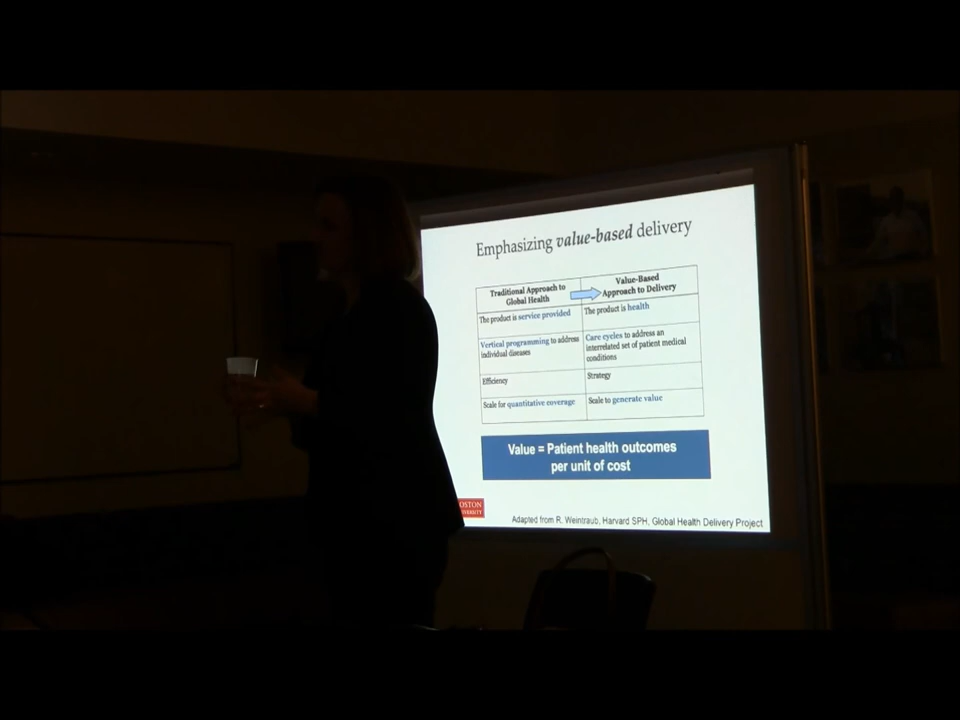 Emphasizing value-based delivery
Traditional Approach to
Global Health
Value-Based
Approach to Delivery
The product is service provided
The product is health
Vertical programming to address
individual diseases
Care cycles to address an
interrelated set of patient medical
conditions
Efficiency
Strategy
Scale for quantitative coverage
Scale to generate value
Value = Patient health outcomes
per unit of cost
OSTON
VERSITY
Adapted from R. Weintraub, Harvard SPH, Global Health Delivery Project